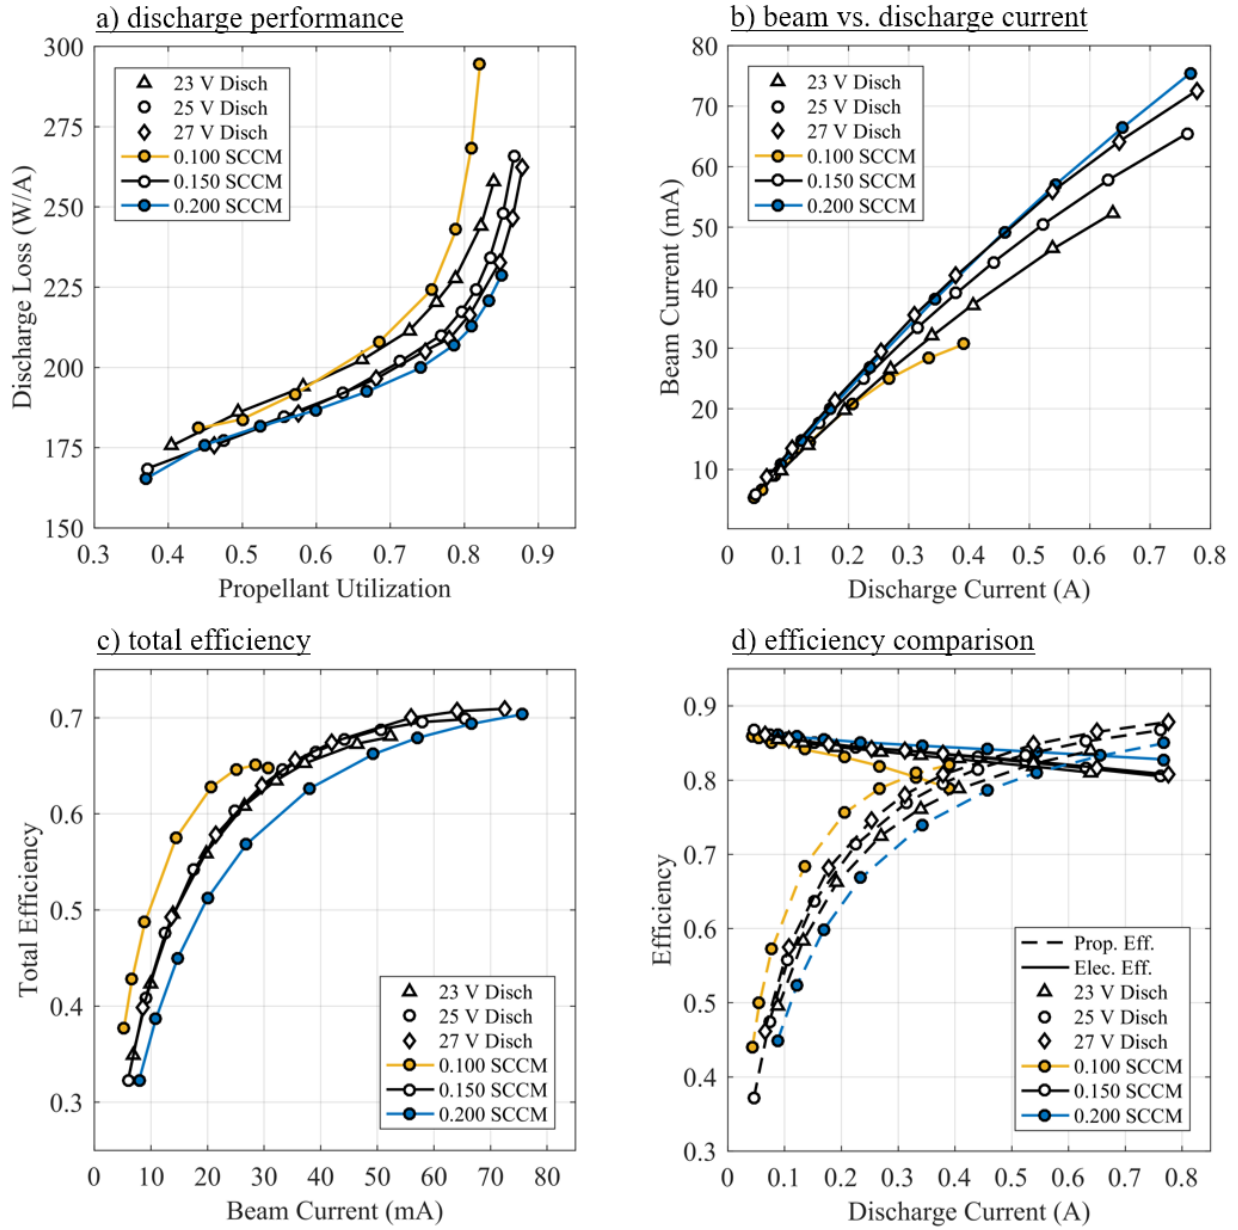 a) discharge performance
300
275
250
225
200
175
150
0.3 0.4 0.5 0.6 0.7 0.8 0.9
Discharge Loss (W/A)
Propellant Utilization
23 V Disch
25 V Disch
27 V Disch
0.100 SCCM
0.150 SCCM
0.200 SCCM
b) beam vs. discharge current
80
70
60
50
40
30
20
10
0 0.1 0.2 0.3 0.4 0.5 0.6 0.7 0.8
Beam Current (mA)
Discharge Current (A)
23 V Disch
25 V Disch
27 V Disch
0.100 SCCM
0.150 SCCM
0.200 SCCM
c) total efficiency
0.7
0.6
0.5
0.4
0.3
0 10 20 30 40 50 60 70 80
Total Efficiency
Beam Current (mA)
23 V Disch
25 V Disch
27 V Disch
0.100 SCCM
0.150 SCCM
0.200 SCCM
d) efficiency comparison
0.9
0.8
0.7
0.6
0.5
0.4
0.3
0 0.1 0.2 0.3 0.4 0.5 0.6 0.7 0.8
Efficiency
Discharge Current (A)
Prop. Eff.
Elec. Eff.
23 V Disch
25 V Disch
27 V Disch
0.100 SCCM
0.150 SCCM
0.200 SCCM